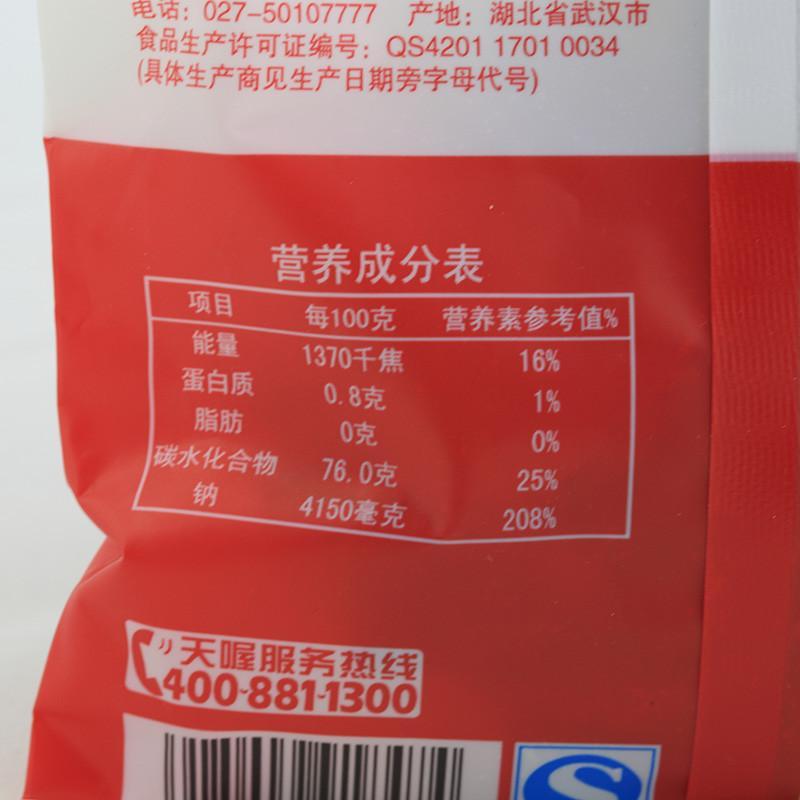 电话：027-50107777 产地：湖北省武汉市
食品生产许可证编号：QS4201 1701 0034
(具体生产商见生产日期旁字母代号)
营养成分表
项目 每100克 营养素参考值%
能量 1370千焦 16%
蛋白质 0.8克 1%
脂肪 0克 0%
碳水化合物 76.0克 25%
钠 4150毫克 208%
天喔服务热线
400-881-1300